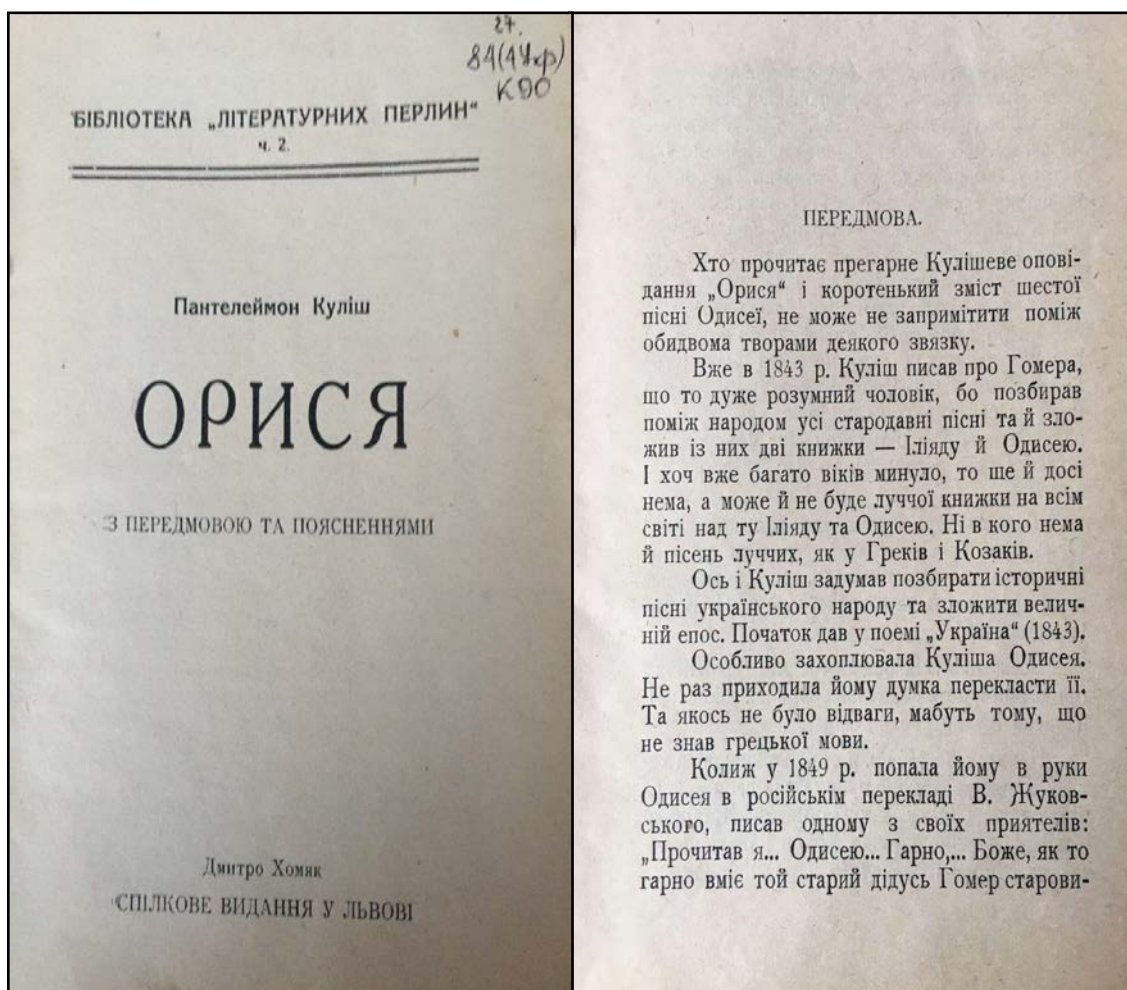 27.
84(4Укр)
К90
БІБЛІОТЕКА „ЛІТЕРАТУРНИХ ПЕРЛИН“
ч. 2.
Пантелеймон Куліш
ОРИСЯ
З ПЕРЕДМОВОЮ ТА ПОЯСНЕННЯМИ
Дмитро Хомяк
СПІЛКОВЕ ВИДАННЯ У ЛЬВОВІ
ПЕРЕДМОВА.
Хто прочитає прегарне Кулішеве опові-
дання „Орися“ і коротенький зміст шестої
пісні Одисеї, не може не запримітити поміж
обидвома творами деякого звязку.
Вже в 1843 р. Куліш писав про Гомера,
що то дуже розумний чоловік, бо позбирав
поміж народом усі стародавні пісні та й зло-
жив із них дві книжки — Іліяду й Одисею.
І хоч вже багато віків минуло, то ще й досі
нема, а може й не буде луччої книжки на всім
світі над ту Іліяду та Одисею. Ні в кого нема
й пісень луччих, як у Греків і Козаків.
Ось і Куліш задумав позбирати історичні
пісні українського народу та зложити велич-
ній епос. Початок дав у поемі „Україна“ (1843).
Особливо захоплювала Куліша Одисея.
Не раз приходила йому думка перекласти її.
Та якось не було відваги, мабуть тому, що
не знав грецької мови.
Колиж у 1849 р. попала йому в руки
Одисея в російськім перекладі В. Жуков-
ського, писав одному з своїх приятелів:
„Прочитав я... Одисею... Гарно,... Боже, як то
гарно вміє той старий дідусь Гомер старови-